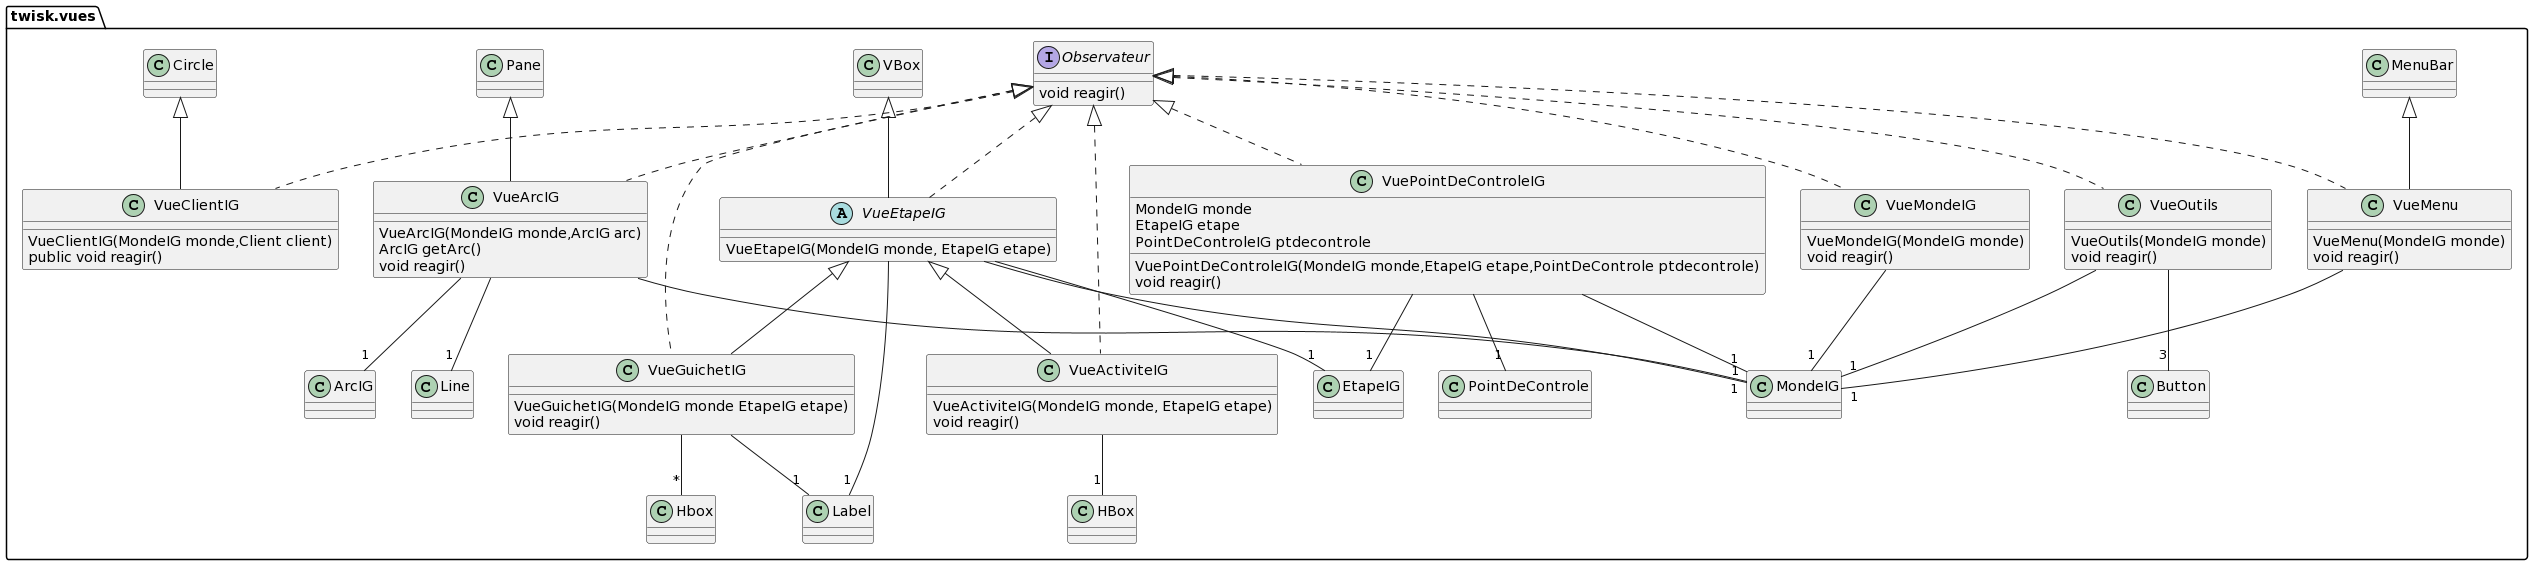 twisk.vues
C Circle
C Pane
C VBox
I Observateur
void reagir()
C MenuBar
C VueClientIG
VueClientIG(MondeIG monde,Client client)
public void reagir()
C VueArcIG
VueArcIG(MondeIG monde,ArcIG arc)
ArcIG getArc()
void reagir()
A VueEtapeIG
VueEtapeIG(MondeIG monde, EtapeIG etape)
C VuePointDeControleIG
MondeIG monde
EtapeIG etape
PointDeControleIG ptdecontrole
VuePointDeControleIG(MondeIG monde,EtapeIG etape,PointDeControle ptdecontrole)
void reagir()
C VueMondeIG
VueMondeIG(MondeIG monde)
void reagir()
C VueOutils
VueOutils(MondeIG monde)
void reagir()
C VueMenu
VueMenu(MondeIG monde)
void reagir()
1
1
1
1
1
1
1
1
1
1
1
3
C ArcIG
C Line
C VueGuichetIG
VueGuichetIG(MondeIG monde EtapeIG etape)
void reagir()
C VueActiviteIG
VueActiviteIG(MondeIG monde, EtapeIG etape)
void reagir()
C EtapeIG
C PointDeControle
C MondeIG
C Button
*
1
1
1
C Hbox
C Label
C HBox